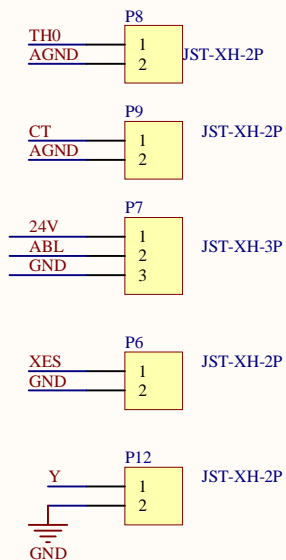 P8
TH0 1 JST-XH-2P
AGND 2
P9
CT 1 JST-XH-2P
AGND 2
P7
24V 1
ABL 2 JST-XH-3P
GND 3
P6
XES 1 JST-XH-2P
GND 2
P12
Y 1 JST-XH-2P
2
GND